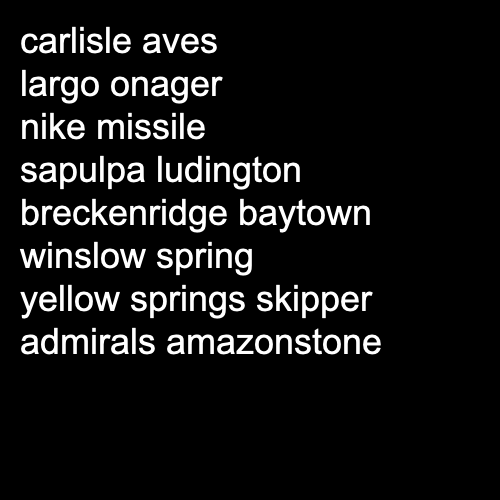 carlisle aves
largo onager
nike missile
sapulpa ludington
breckenridge baytown
winslow spring
yellow springs skipper
admirals amazonstone